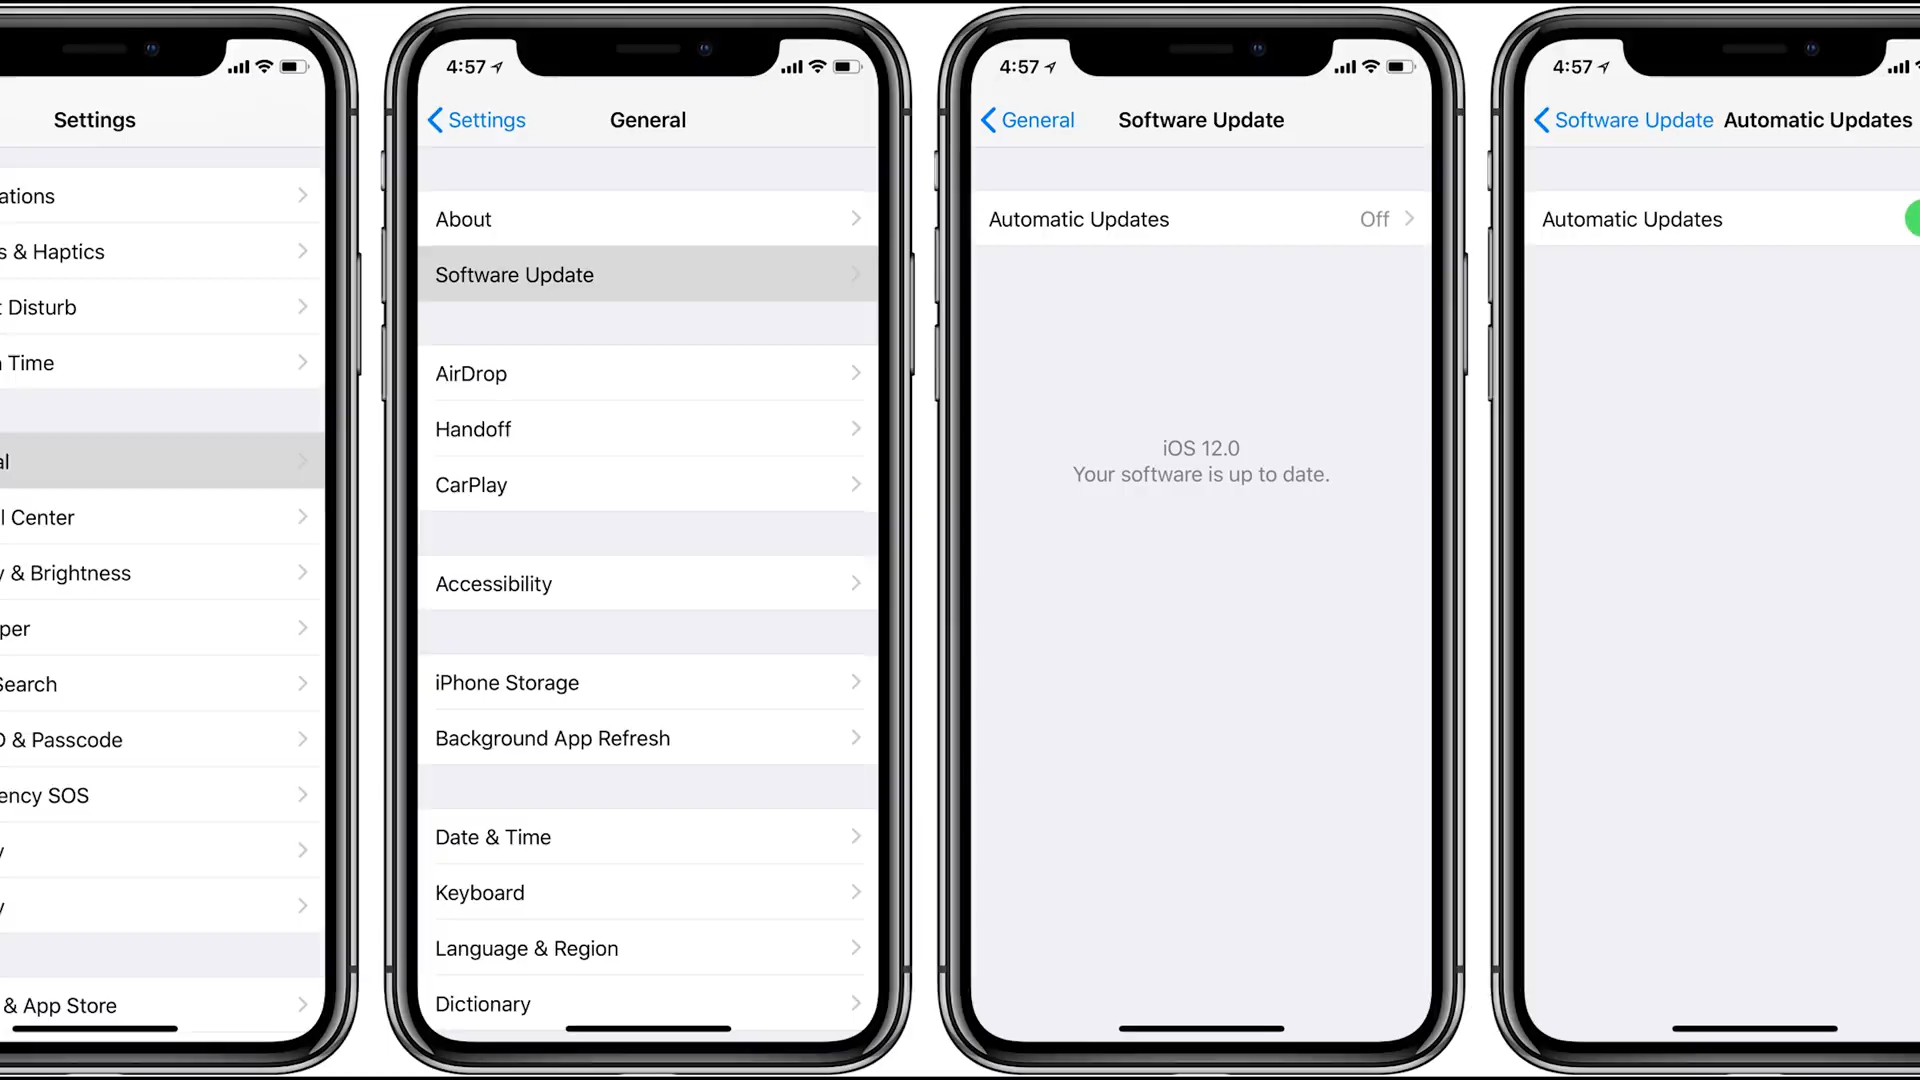 Settings
ations
s & Haptics
t Disturb
Time
al
l Center
y & Brightness
per
Search
D & Passcode
ency SOS
y
y
& App Store
4:57
Settings
General
About
Software Update
AirDrop
Handoff
CarPlay
Accessibility
iPhone Storage
Background App Refresh
Date & Time
Keyboard
Language & Region
Dictionary
4:57
General
Software Update
Automatic Updates
Off
iOS 12.0
Your software is up to date.
4:57
Software Update
Automatic Updates
Automatic Updates